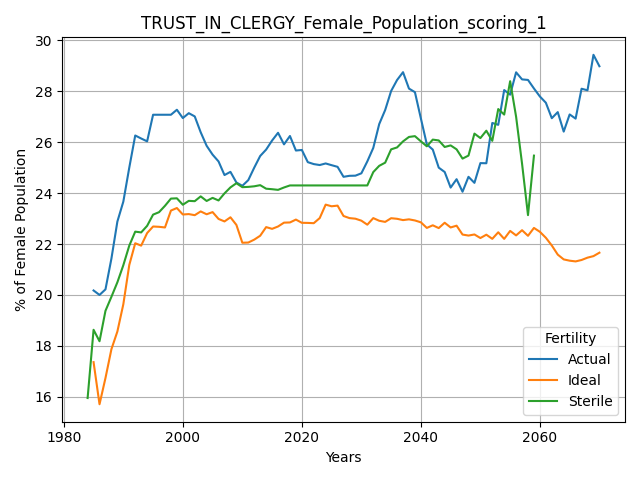 TRUST_IN_CLERGY_Female_Population_scoring_1
% of Female Population
30
28
26
24
22
20
18
16
1980
2000
2020
2040
2060
Years
Fertility
Actual
Ideal
Sterile